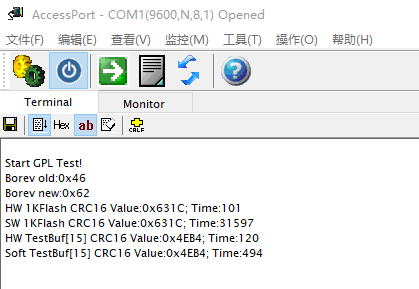 AccessPort - COM1(9600,N,8,1) Opened
文件(F) 编辑(E) 查看(V) 监控(M) 工具(T) 操作(O) 帮助(H)
Terminal Monitor
Hex ab CRLF
Start GPL Test!
Borev old:0x46
Borev new:0x62
HW 1KFlash CRC16 Value:0x631C; Time:101
SW 1KFlash CRC16 Value:0x631C; Time:31597
HW TestBuf[15] CRC16 Value:0x4EB4; Time:120
Soft TestBuf[15] CRC16 Value:0x4EB4; Time:494